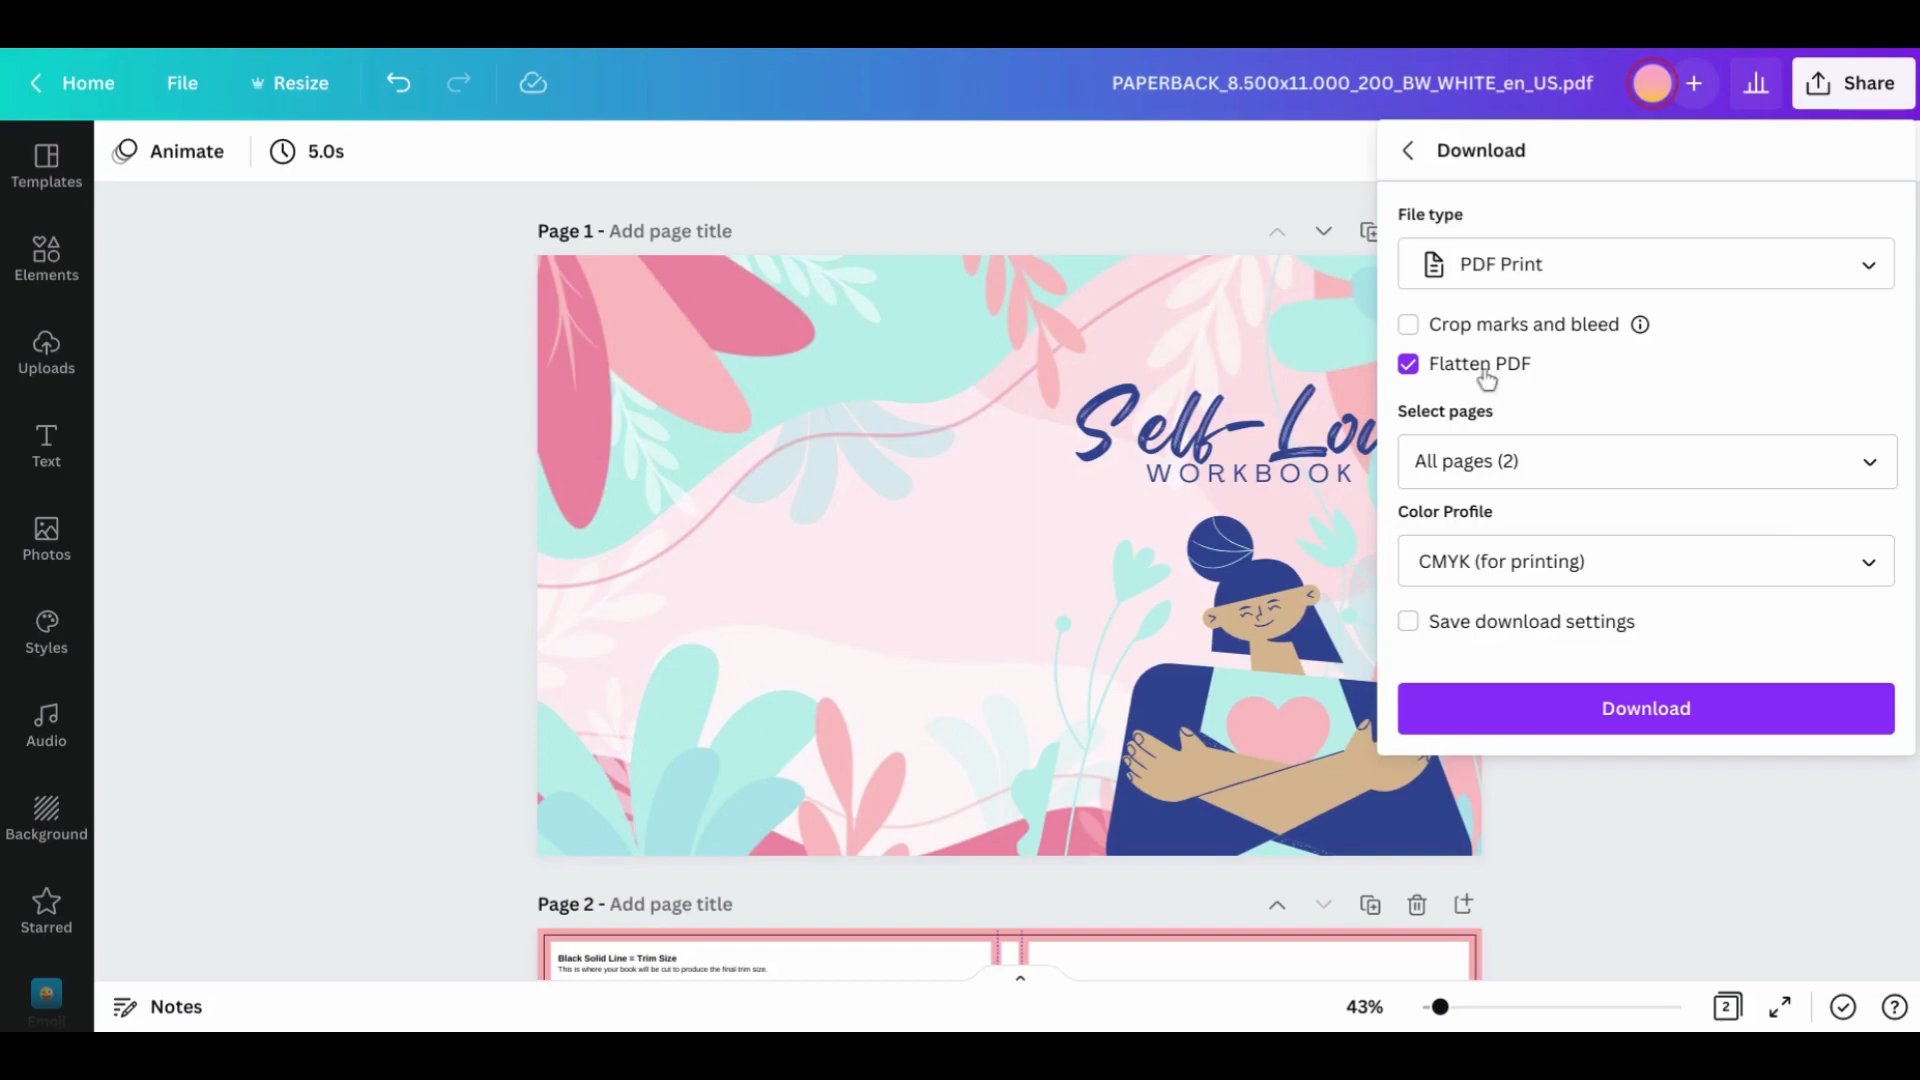 Home File Resize PAPERBACK_8.500x11.000_200_BW_WHITE_en_US.pdf + Share
Animate 5.0s
Download
Templates
Elements
Uploads
Text
Photos
Styles
Audio
Background
Starred
Emoji
Page 1 - Add page title
Self-Lov
WORKBOOK
File type
PDF Print
Crop marks and bleed
Flatten PDF
Select pages
All pages (2)
Color Profile
CMYK (for printing)
Save download settings
Download
Page 2 - Add page title
Black Solid Line = Trim Size
This is where your book will be cut to produce the final trim size.
Notes 43% 2 ?